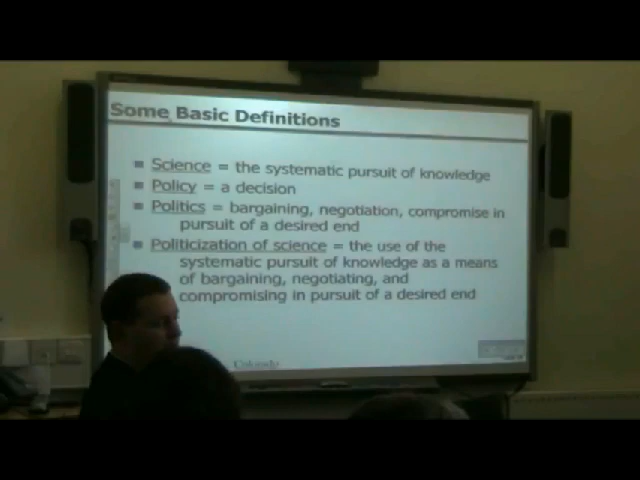 Some Basic Definitions
Science = the systematic pursuit of knowledge
Policy = a decision
Politics = bargaining, negotiation, compromise in
pursuit of a desired end
Politicization of science = the use of the
systematic pursuit of knowledge as a means
of bargaining, negotiating, and
compromising in pursuit of a desired end
Colorado